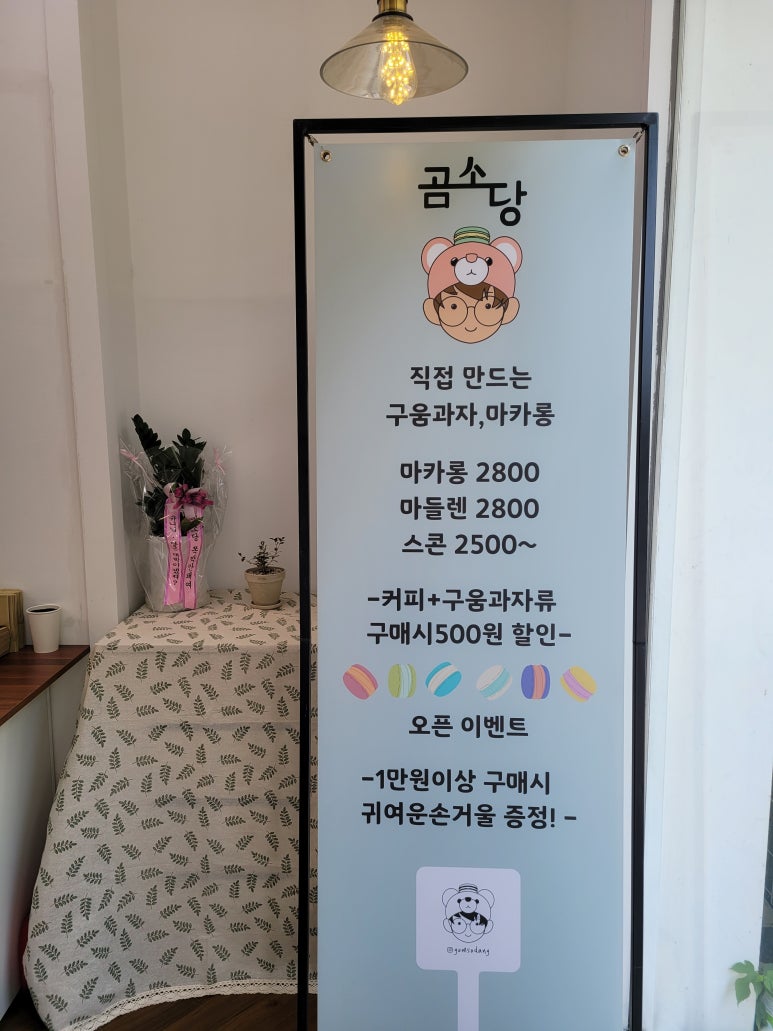 곰소당
직접 만드는
구움과자,마카롱
마카롱 2800
마들렌 2800
스콘 2500~
-커피+구움과자류
구매시500원 할인-
오픈 이벤트
-1만원이상 구매시
귀여운손거울 증정! -
@gomsodang